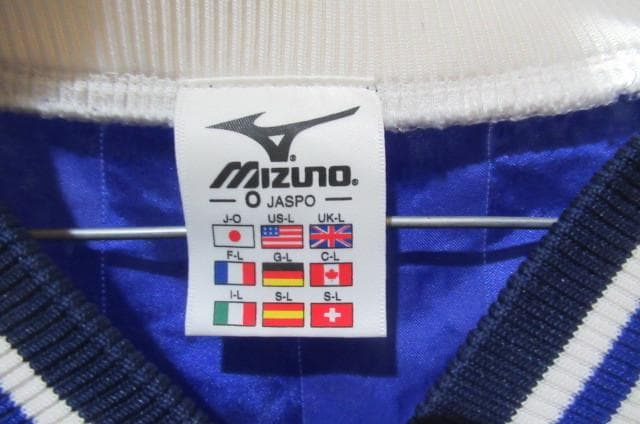 MIZUNO®
O JASPO
J-O US-L UK-L
F-L G-L C-L
I-L S-L S-L